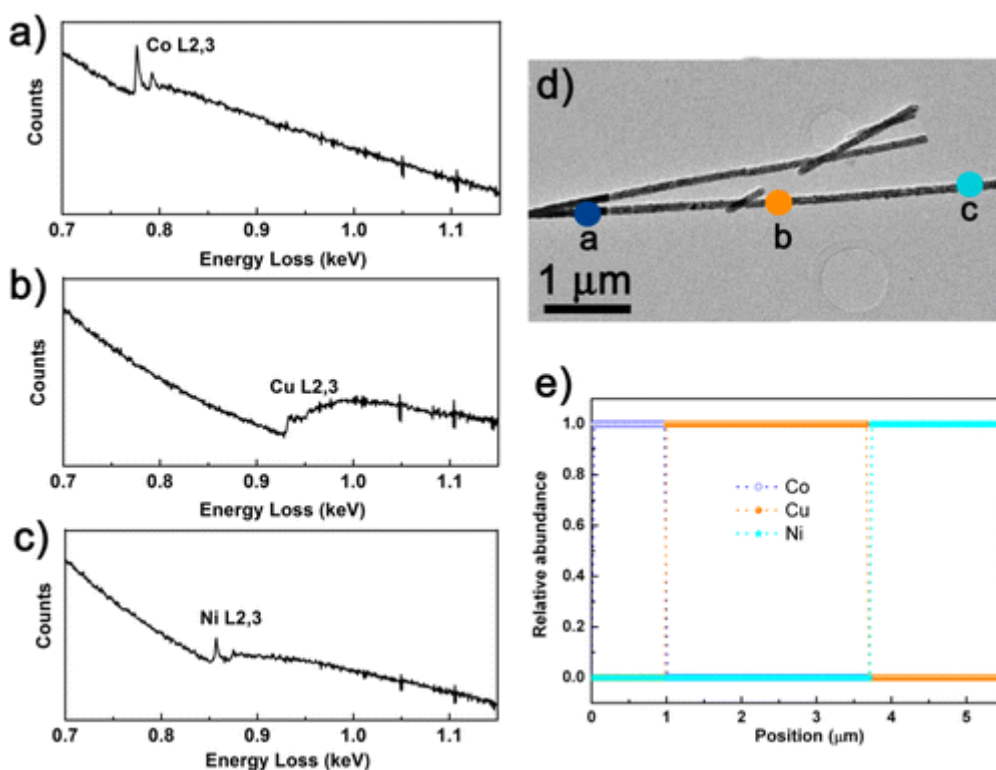 a)
Co L2,3
Counts
0.7 0.8 0.9 1.0 1.1
Energy Loss (keV)
b)
Cu L2,3
Counts
0.7 0.8 0.9 1.0 1.1
Energy Loss (keV)
c)
Ni L2,3
Counts
0.7 0.8 0.9 1.0 1.1
Energy Loss (keV)
d)
a
b
c
1 μm
e)
1.0
0.8
0.6
0.4
0.2
0.0
Relative abundance
Co
Cu
Ni
0 1 2 3 4 5
Position (μm)